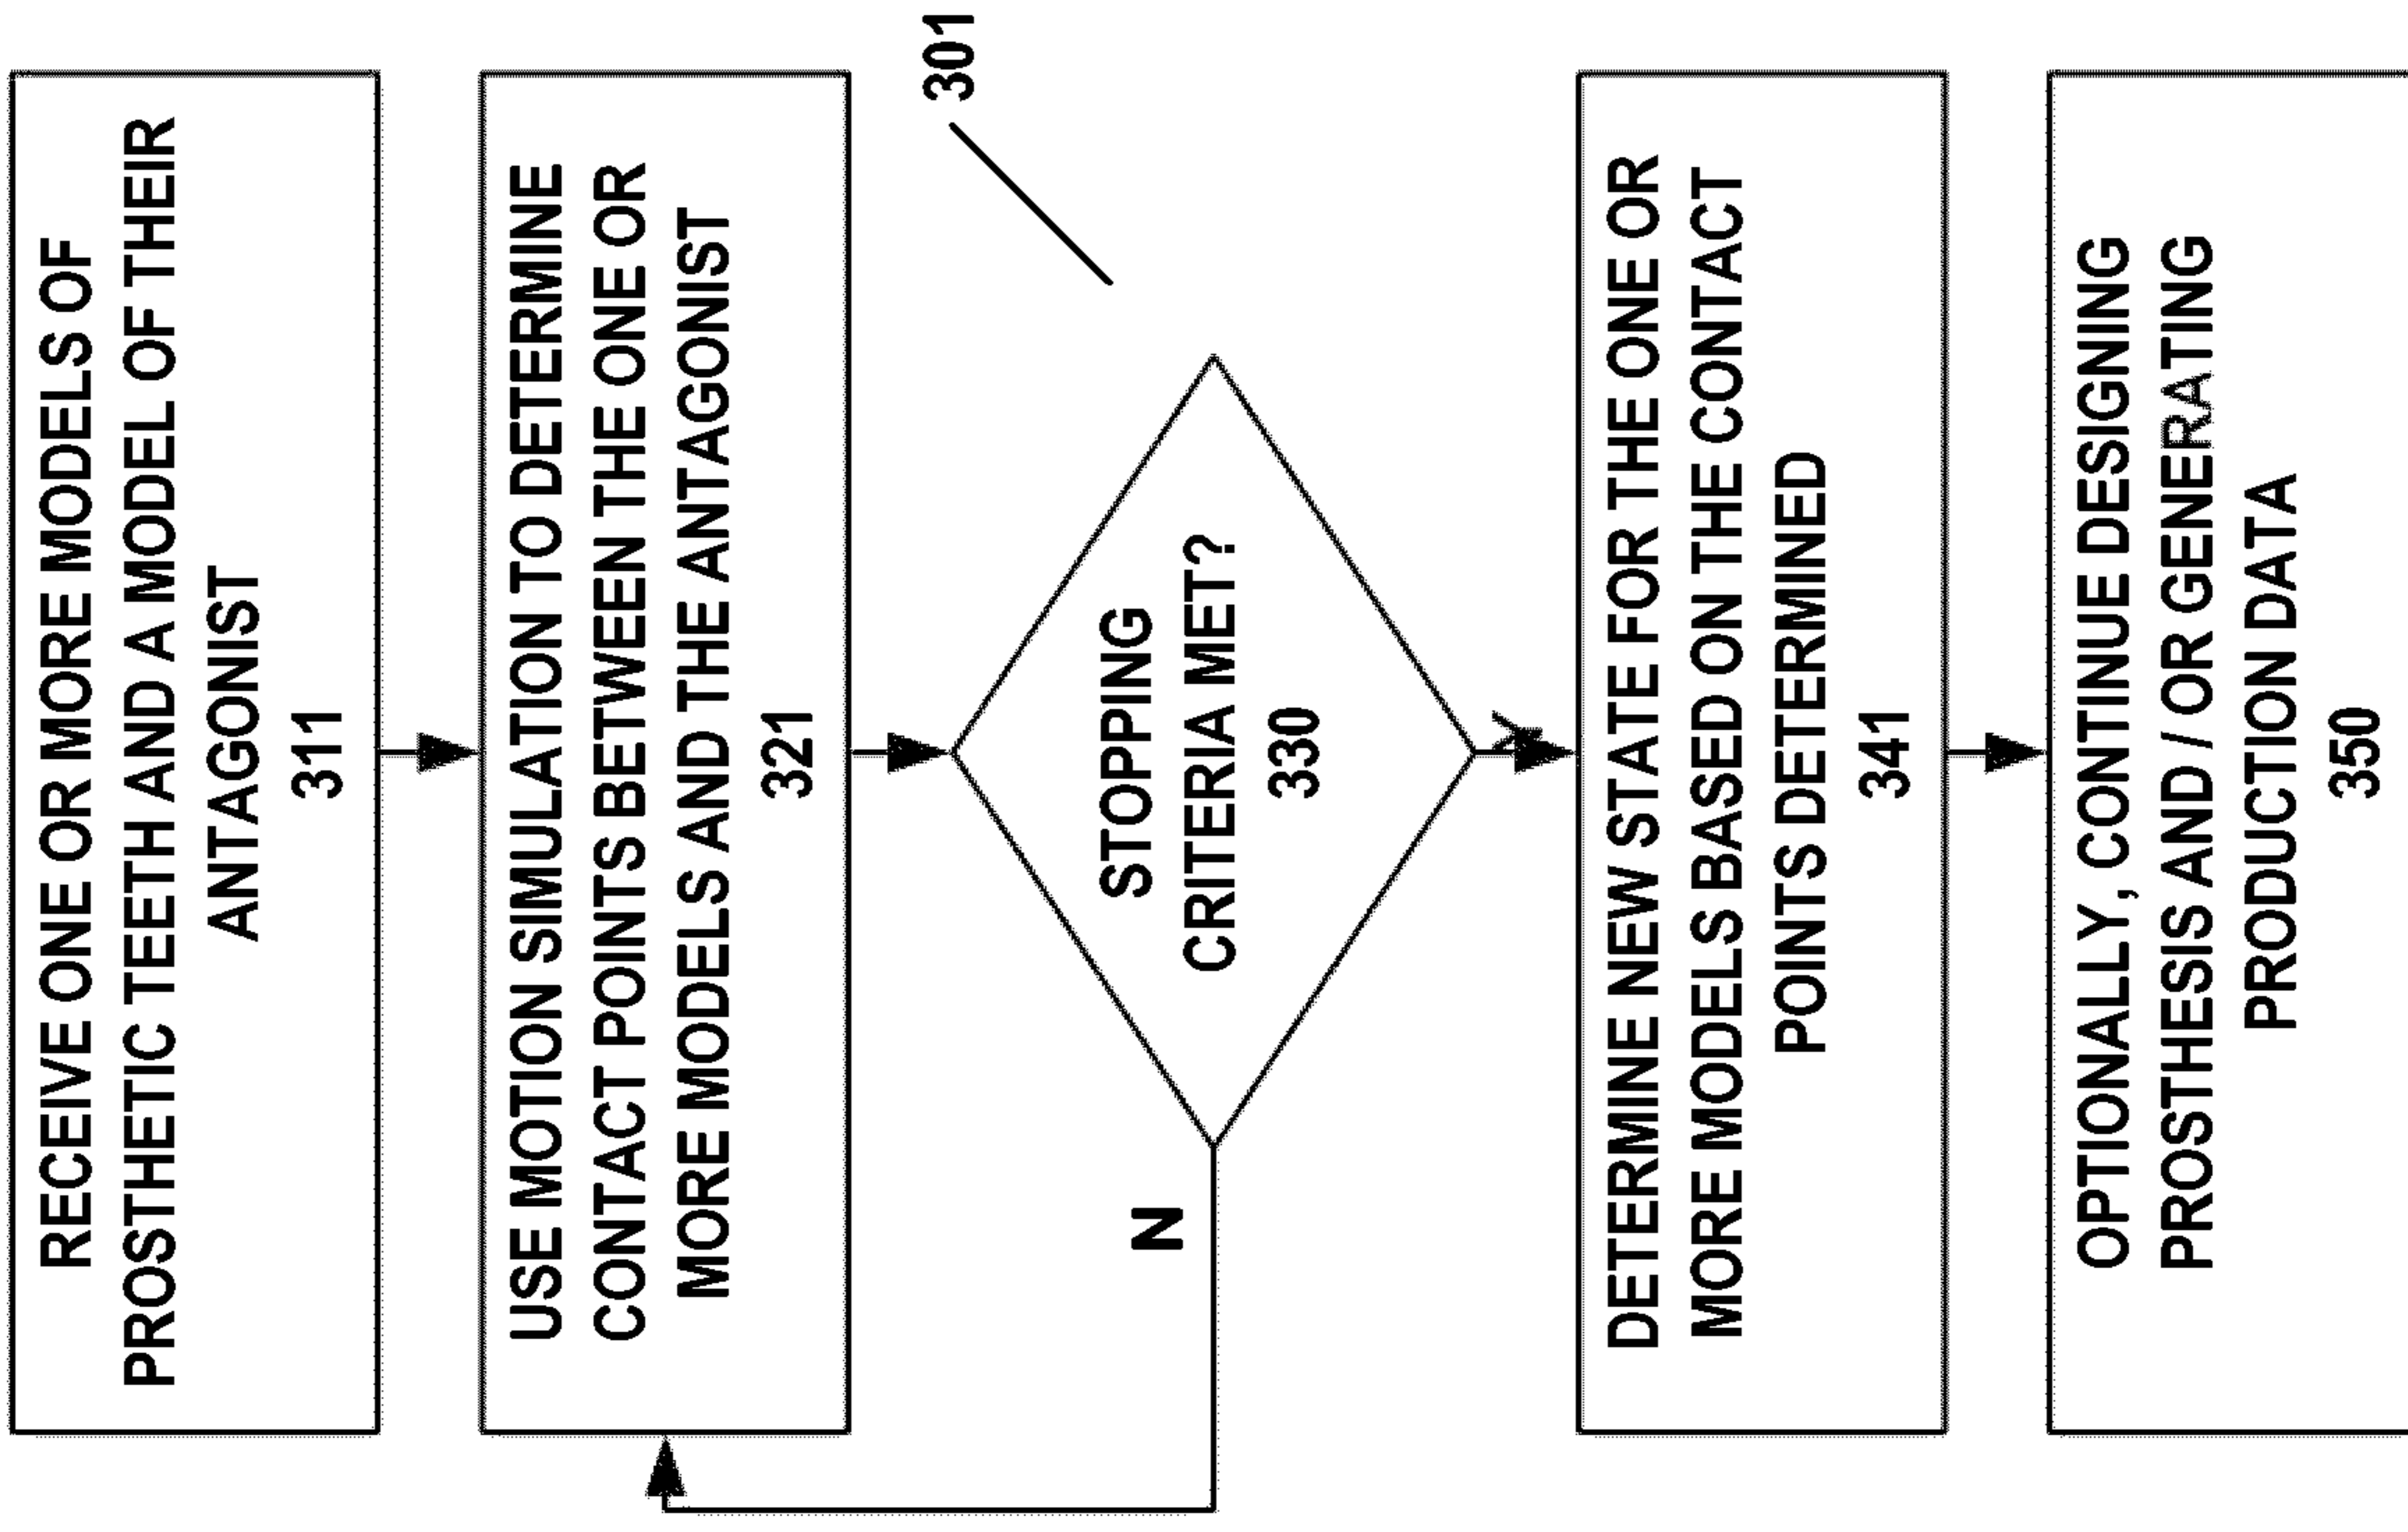 RECEIVE ONE OR MORE MODELS OF
PROSTHETIC TEETH AND A MODEL OF THEIR
ANTAGONIST
311
USE MOTION SIMULATION TO DETERMINE
CONTACT POINTS BETWEEN THE ONE OR
MORE MODELS AND THE ANTAGONIST
321
301
STOPPING
CRITERIA MET?
330
N
Y
DETERMINE NEW STATE FOR THE ONE OR
MORE MODELS BASED ON THE CONTACT
POINTS DETERMINED
341
OPTIONALLY, CONTINUE DESIGNING
PROSTHESIS AND / OR GENERATING
PRODUCTION DATA
350